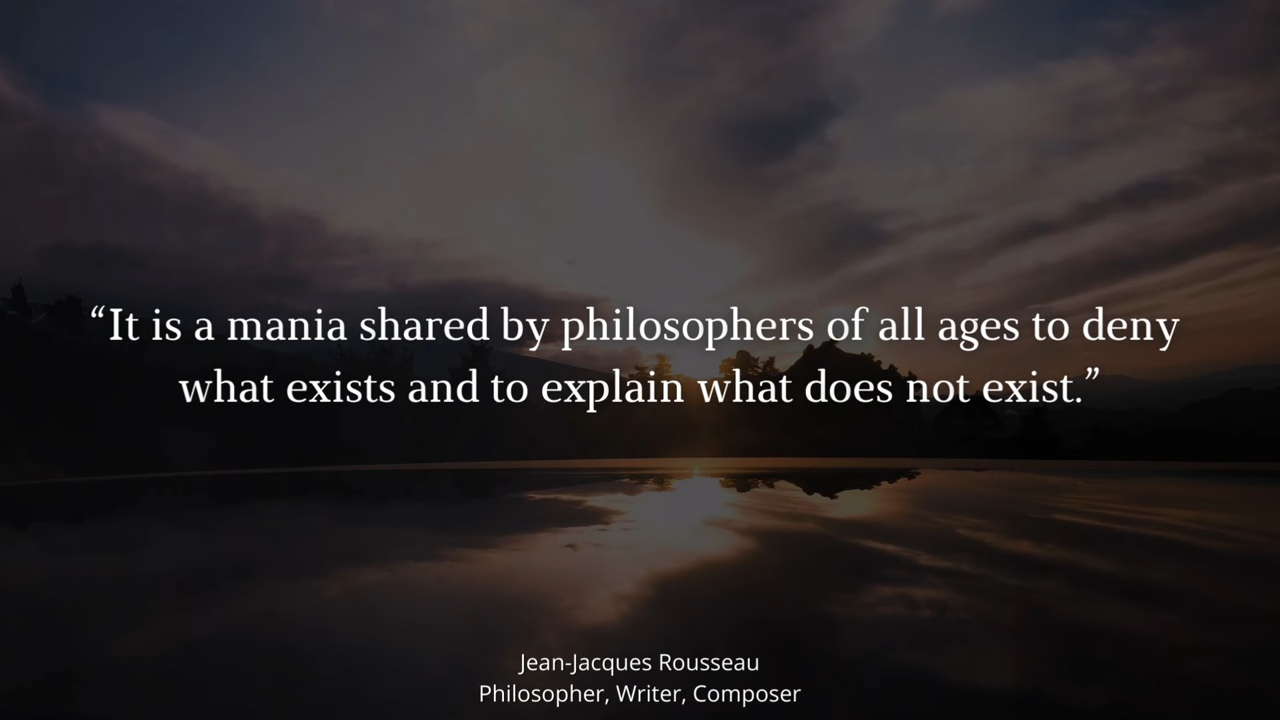 “It is a mania shared by philosophers of all ages to deny
what exists and to explain what does not exist.”
Jean-Jacques Rousseau
Philosopher, Writer, Composer